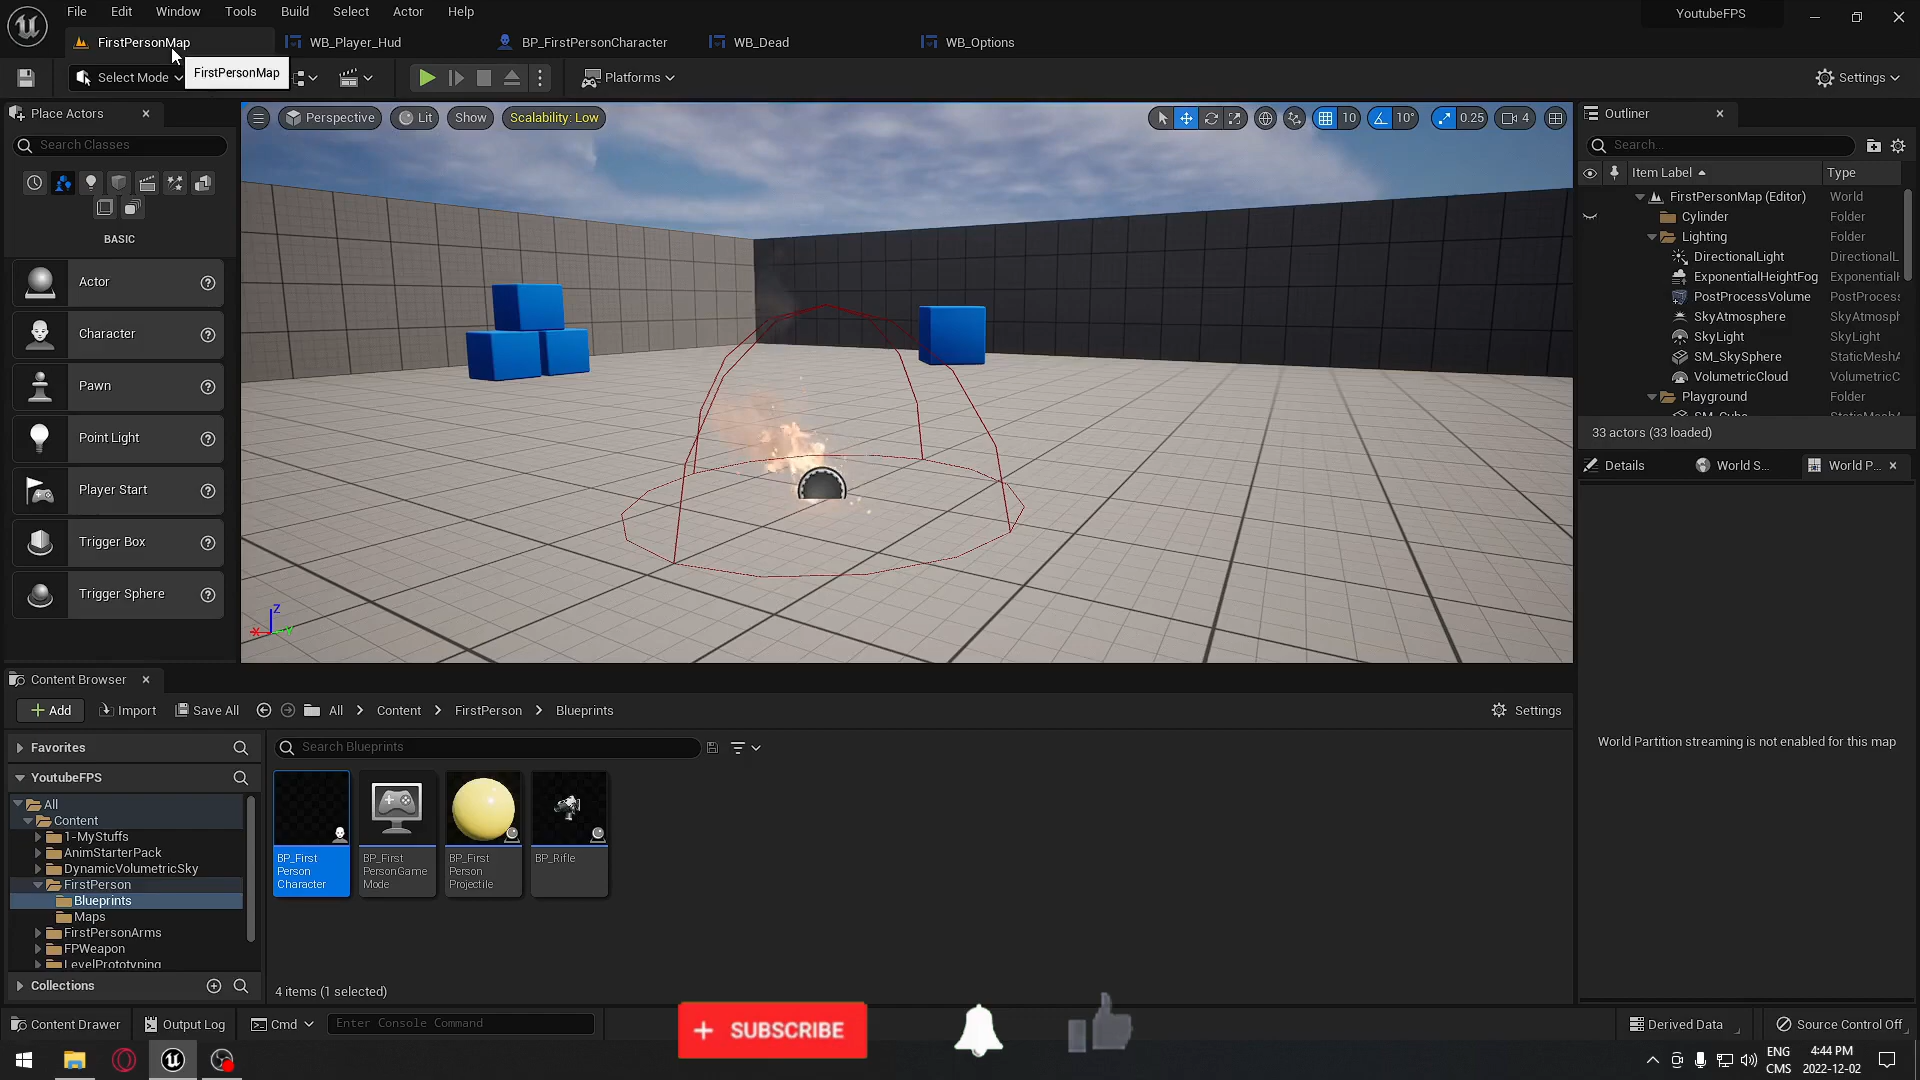 File Edit Window Tools Build Select Actor Help
YoutubeFPS
FirstPersonMap
WB_Player_Hud
BP_FirstPersonCharacter
WB_Dead
WB_Options
Select Mode
FirstPersonMap
Platforms
Settings
Place Actors
Search Classes
BASIC
Actor
Character
Pawn
Point Light
Player Start
Trigger Box
Trigger Sphere
Perspective
Lit
Show
Scalability: Low
10
10°
0.25
4
Z
X
Y
Outliner
Search...
Item Label
Type
FirstPersonMap (Editor) World
Cylinder Folder
Lighting Folder
DirectionalLight DirectionalL
ExponentialHeightFog ExponentialH
PostProcessVolume PostProcess
SkyAtmosphere SkyAtmosph
SkyLight SkyLight
SM_SkySphere StaticMeshA
VolumetricCloud VolumetricC
Playground Folder
33 actors (33 loaded)
Details
World S...
World P...
World Partition streaming is not enabled for this map
Content Browser
Add
Import
Save All
All
Content
FirstPerson
Blueprints
Settings
Favorites
YoutubeFPS
All
Content
1-MyStuffs
AnimStarterPack
DynamicVolumetricSky
FirstPerson
Blueprints
Maps
FirstPersonArms
FPWeapon
LevelPrototyping
Collections
Search Blueprints
BP_First
Person
Character
BP_First
PersonGame
Mode
BP_First
Person
Projectile
BP_Rifle
4 items (1 selected)
Content Drawer
Output Log
Cmd
Enter Console Command
+ SUBSCRIBE
Derived Data
Source Control Off
ENG
CMS
4:44 PM
2022-12-02